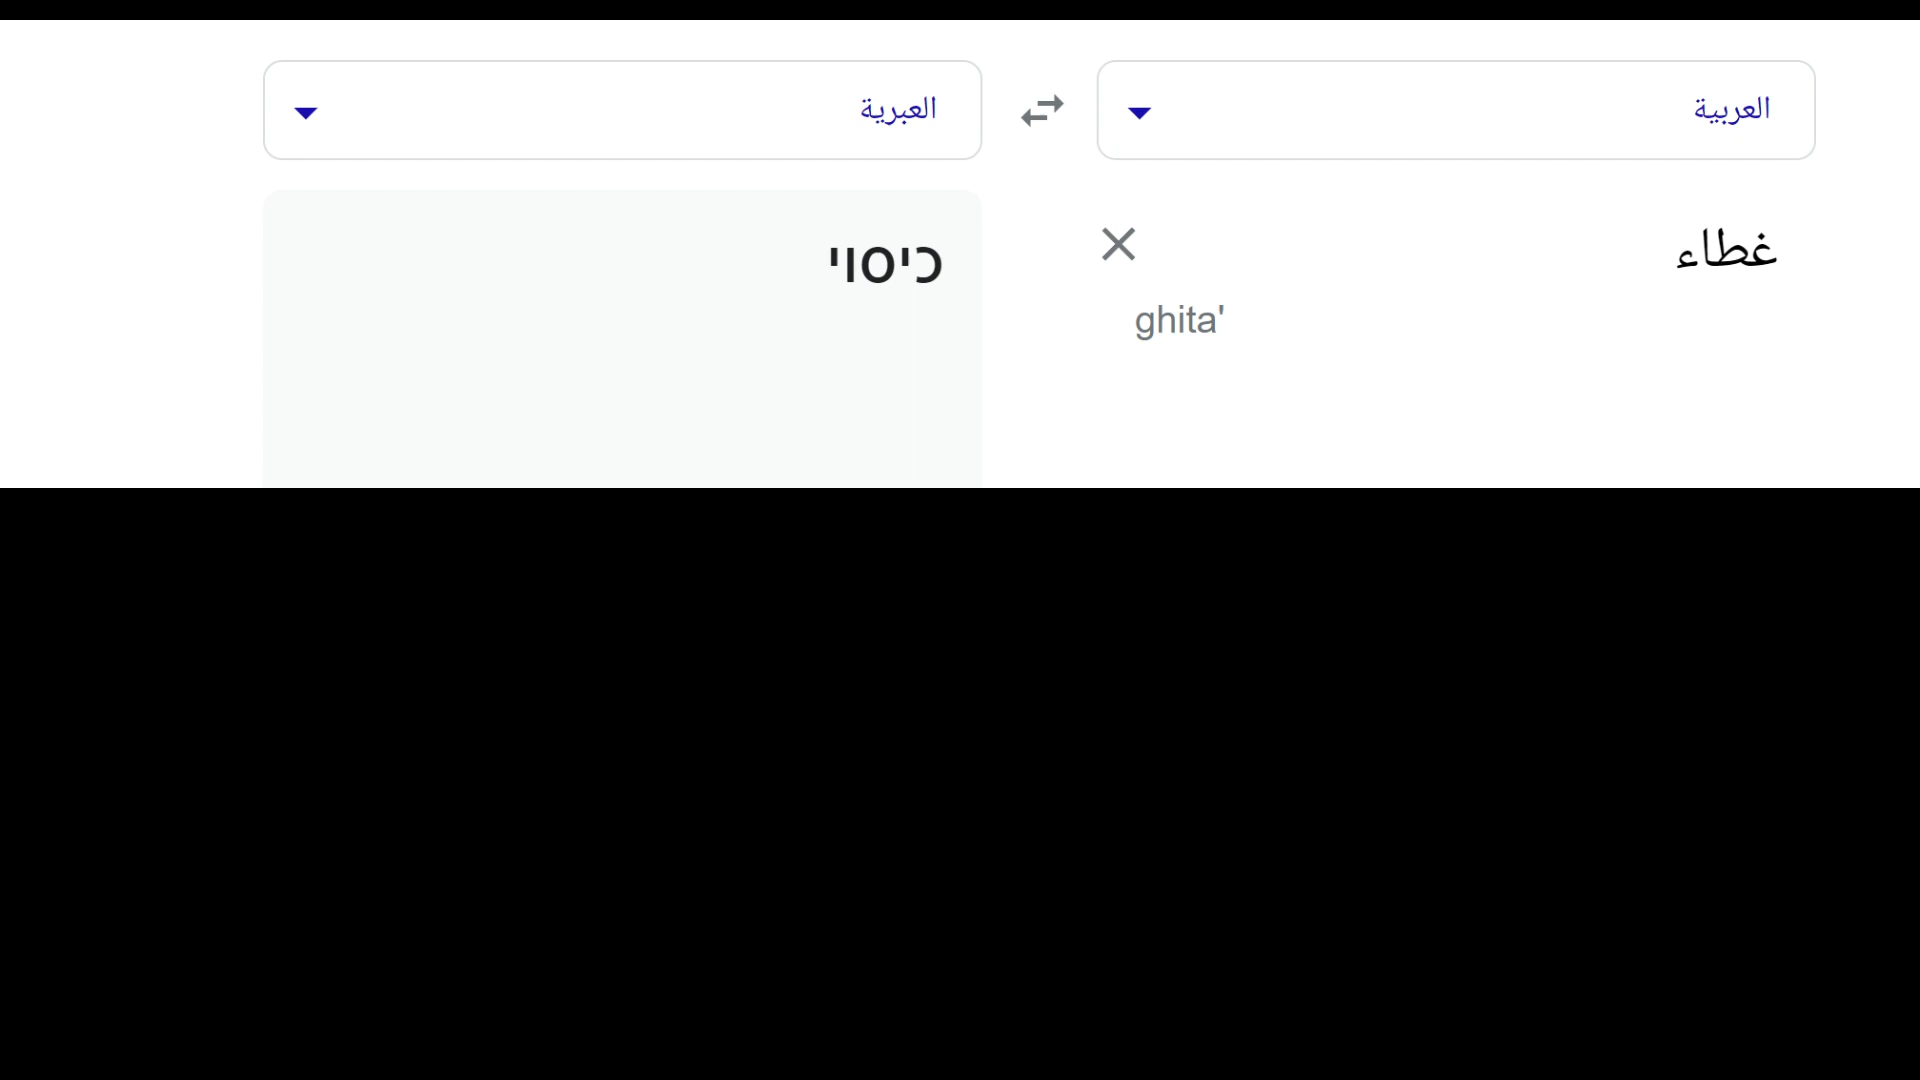 العربية
العبرية
غطاء
ghita'
כיסוי